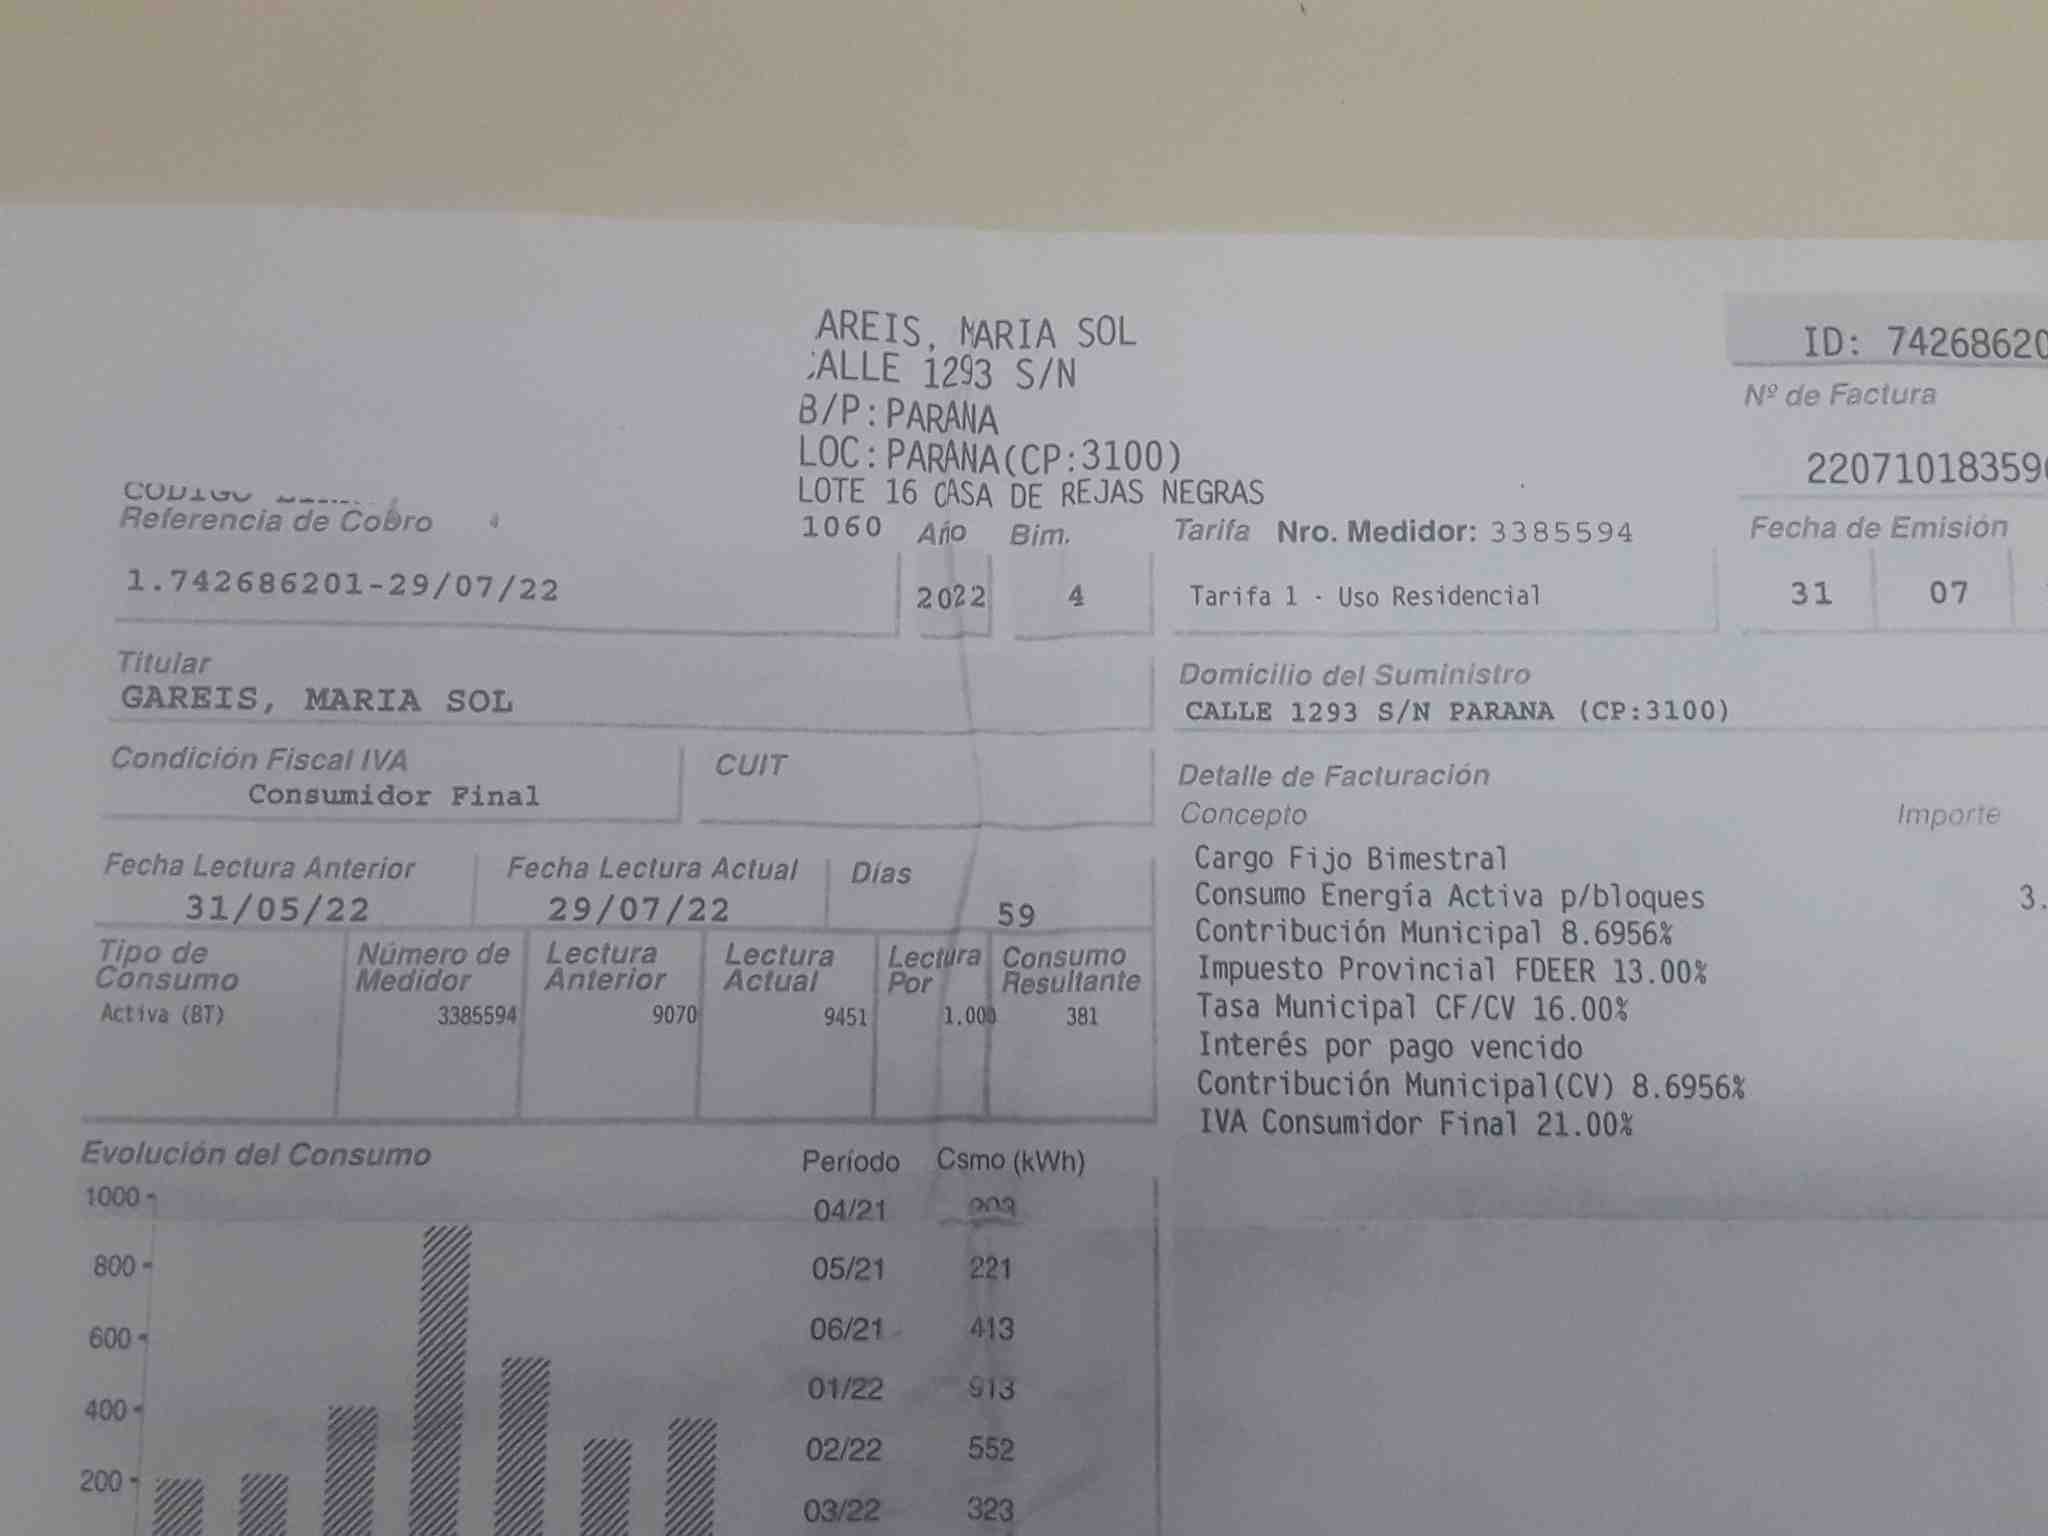 AREIS, MARIA SOL
CALLE 1293 S/N
B/P:PARANA
LOC:PARANA(CP:3100)
LOTE 16 CASA DE REJAS NEGRAS
1060
ID: 74268620
Nº de Factura
22071018359
CODIGO
Referencia de Cobro
Año
Bim.
Tarifa Nro. Medidor: 3385594
Fecha de Emisión
1.742686201-29/07/22
2022
4
Tarifa 1 - Uso Residencial
31
07
Titular
GAREIS, MARIA SOL
Domicilio del Suministro
CALLE 1293 S/N PARANA (CP:3100)
Condición Fiscal IVA
Consumidor Final
CUIT
Detalle de Facturación
Concepto
Importe
Cargo Fijo Bimestral
Consumo Energía Activa p/bloques
3.
Contribución Municipal 8.6956%
Impuesto Provincial FDEER 13.00%
Tasa Municipal CF/CV 16.00%
Interés por pago vencido
Contribución Municipal(CV) 8.6956%
IVA Consumidor Final 21.00%
Fecha Lectura Anterior
31/05/22
Fecha Lectura Actual
29/07/22
Días
59
Tipo de Consumo
Número de Medidor
Lectura Anterior
Lectura Actual
Lectura Por
Consumo Resultante
Activa (BT)
3385594
9070
9451
1.000
381
Evolución del Consumo
Período
Csmo (kWh)
1000
800
600
400
200
04/21
05/21 221
06/21 413
01/22 913
02/22 552
03/22 323